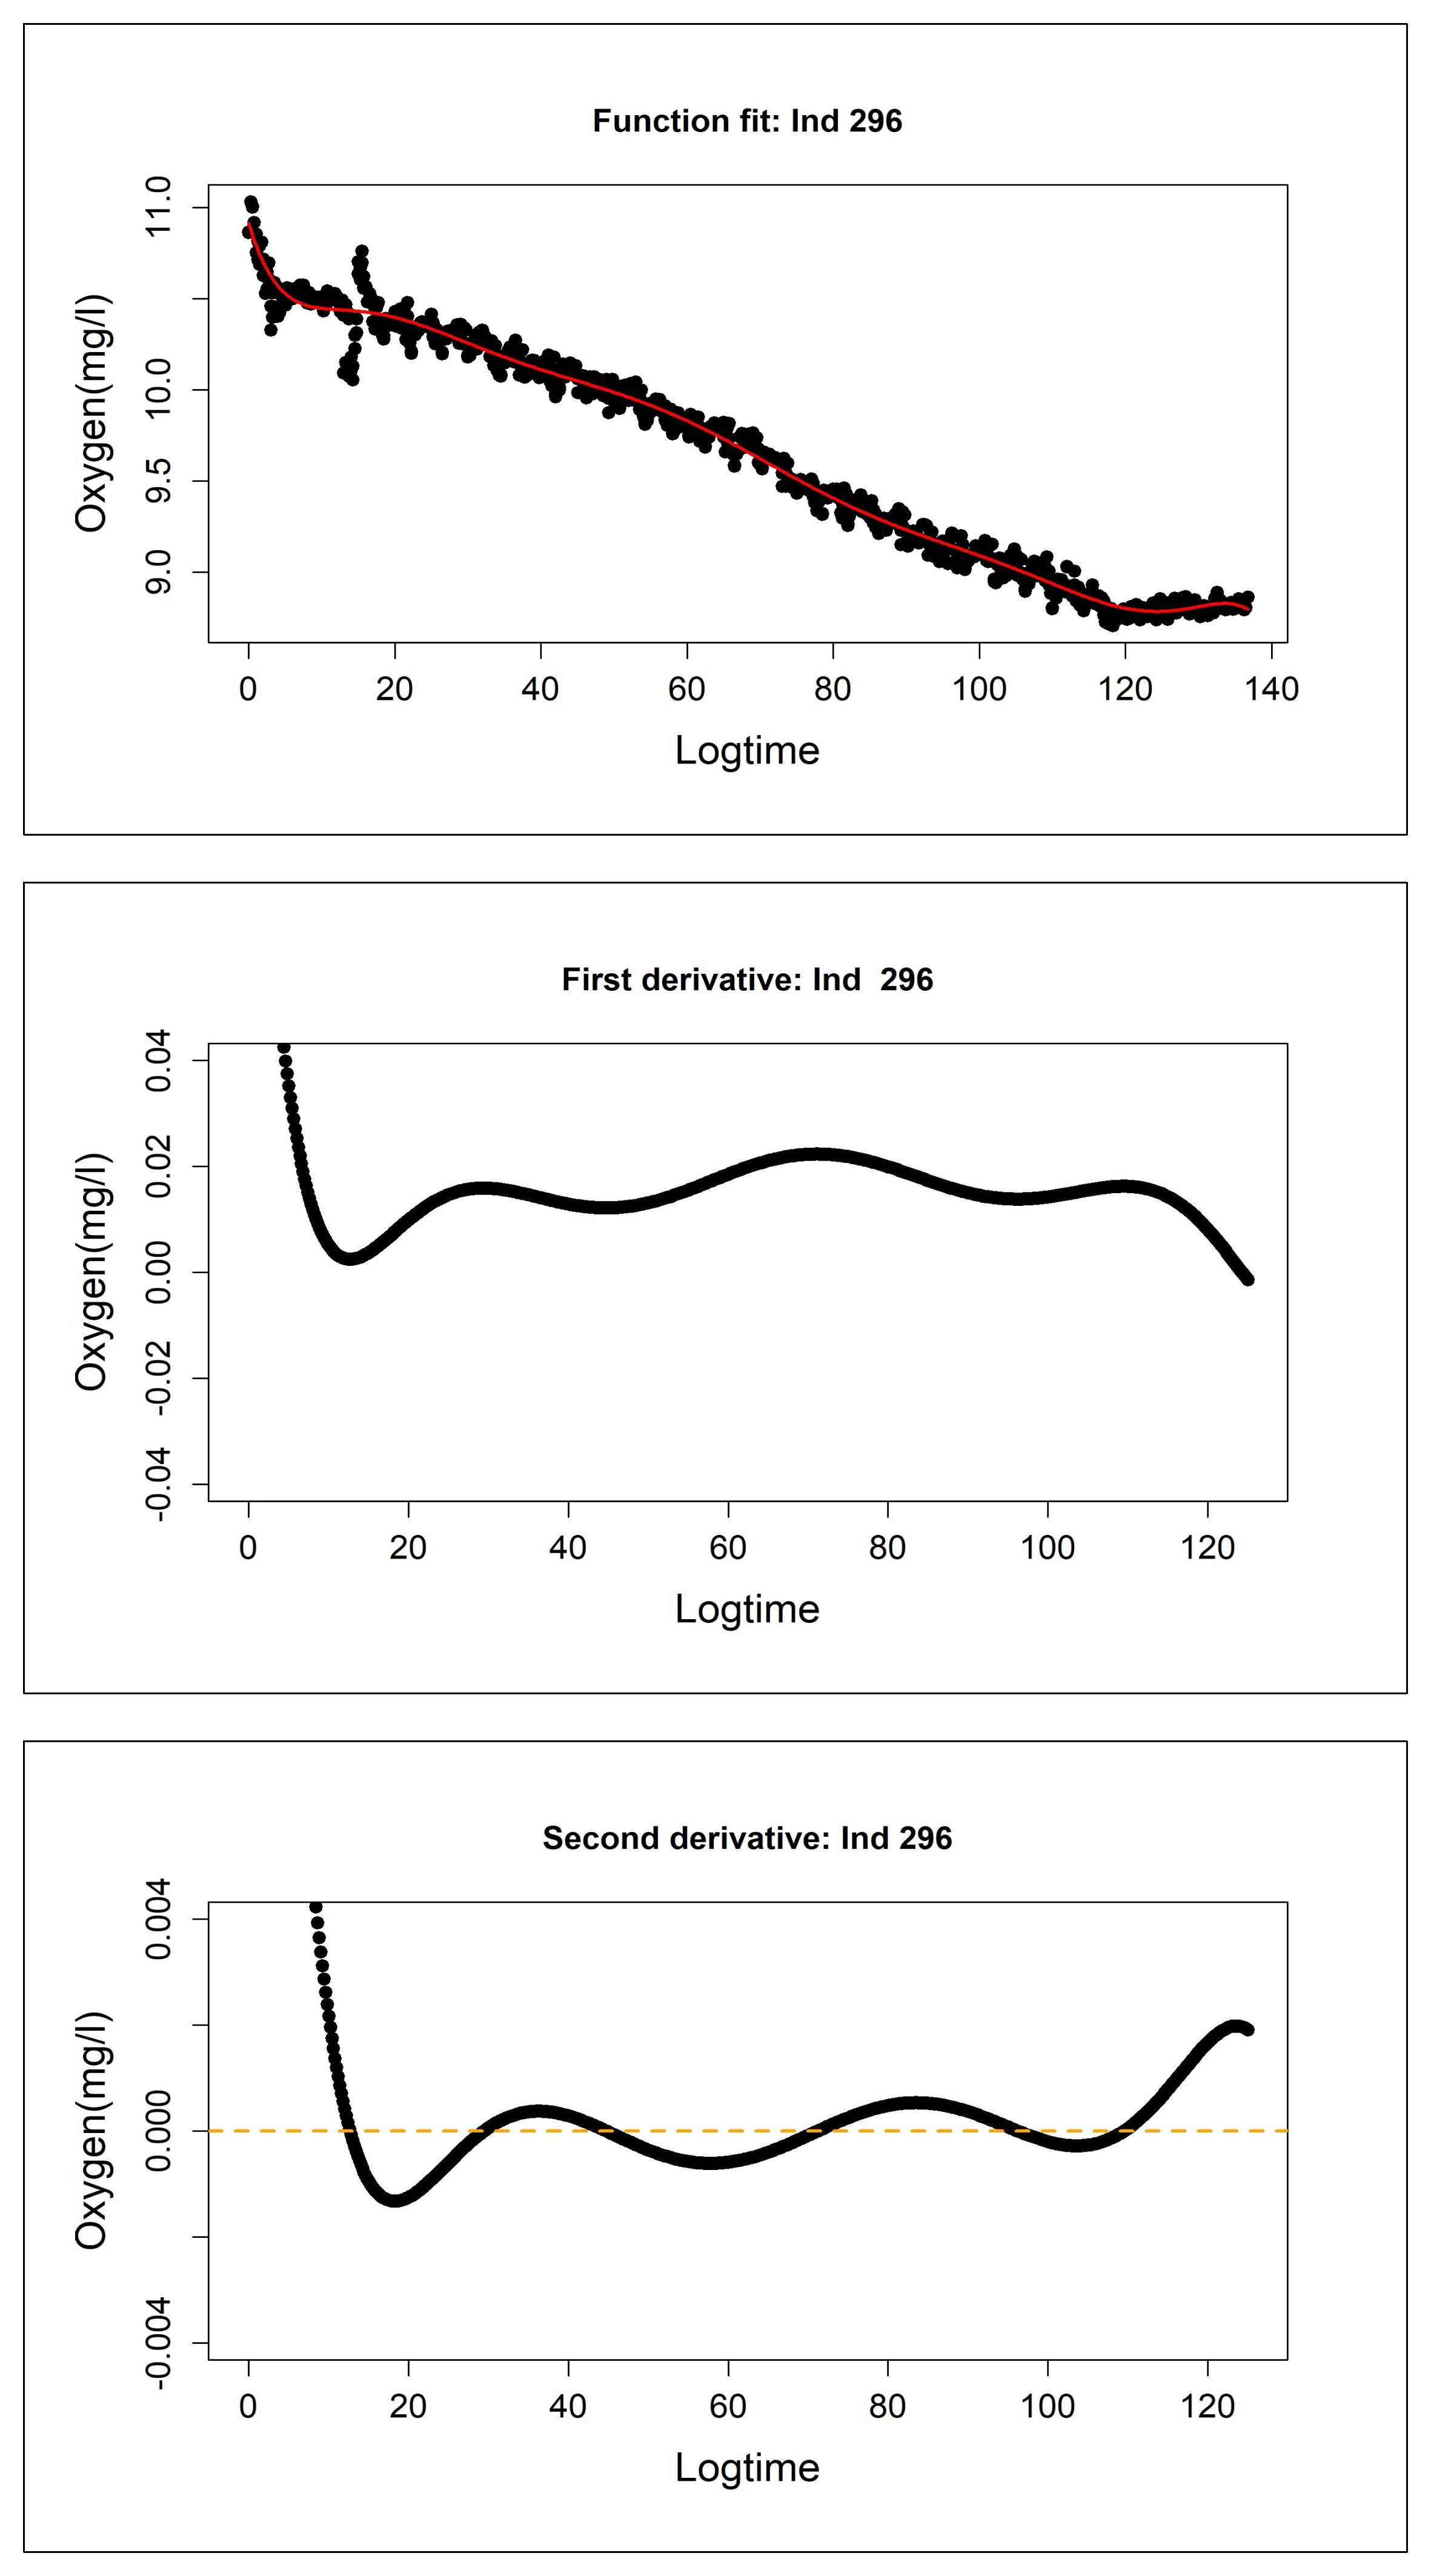 Function fit: Ind 296
Oxygen(mg/l)
11.0
10.0
9.5
9.0
0 20 40 60 80 100 120 140
Logtime
First derivative: Ind  296
Oxygen(mg/l)
0.04
0.02
0.00
-0.02
-0.04
0 20 40 60 80 100 120
Logtime
Second derivative: Ind 296
Oxygen(mg/l)
0.004
0.000
-0.004
0 20 40 60 80 100 120
Logtime